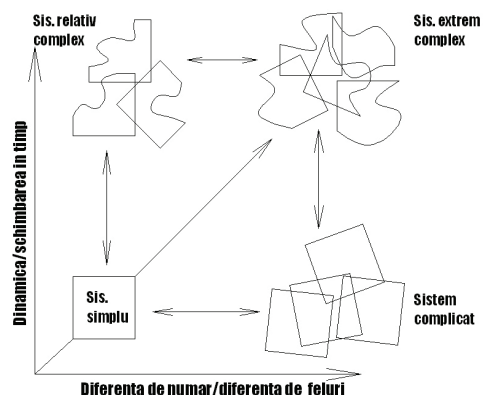 Sis. relativ
complex
Sis. extrem
complex
Dinamica/schimbarea in timp
Sis.
simplu
Sistem
complicat
Diferenta de numar/diferenta de feluri